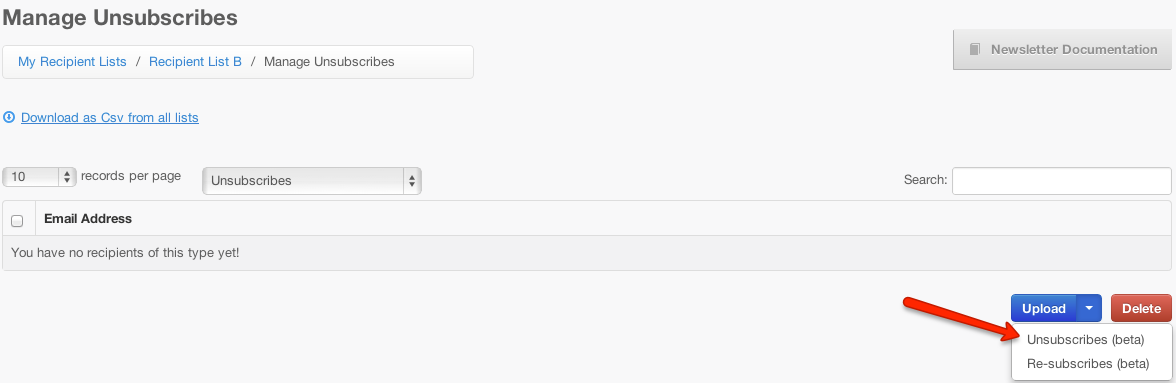 Manage Unsubscribes
Newsletter Documentation
My Recipient Lists / Recipient List B / Manage Unsubscribes
Download as Csv from all lists
10 records per page Unsubscribes Search:
Email Address
You have no recipients of this type yet!
Upload Delete
Unsubscribes (beta)
Re-subscribes (beta)